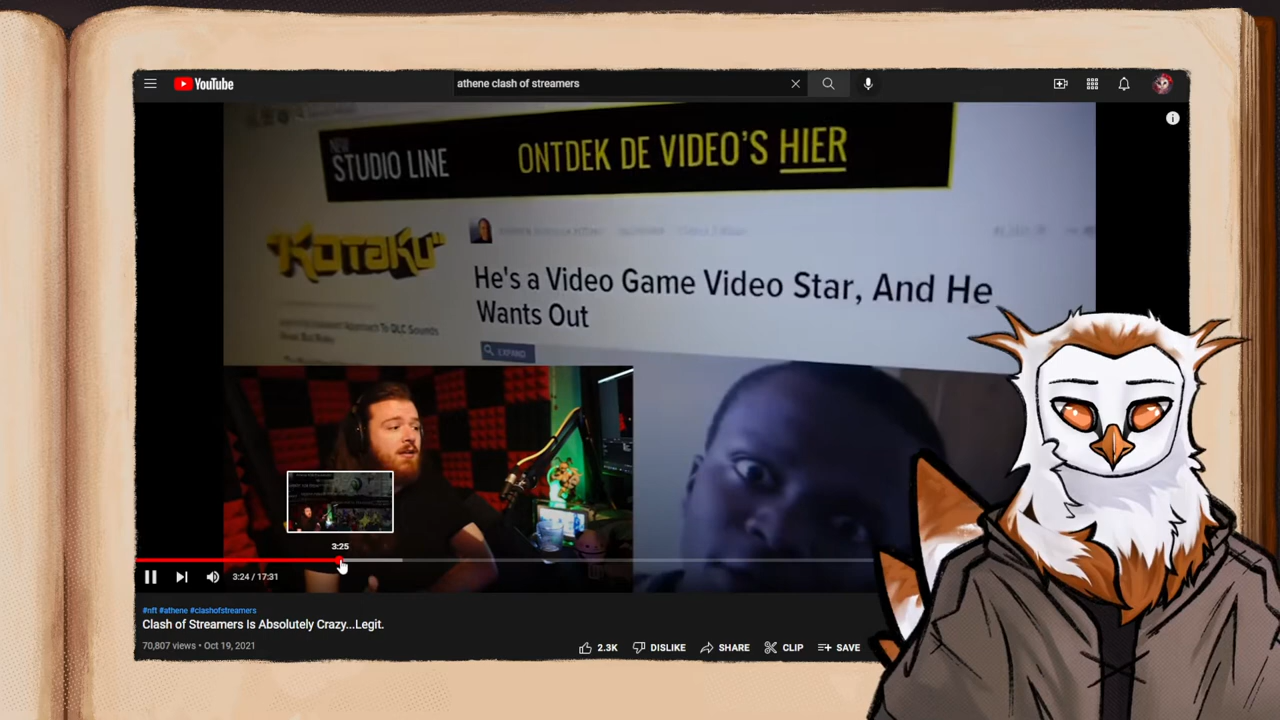 YouTube
athene clash of streamers
NEW
STUDIO LINE
ONTDEK DE VIDEO'S HIER
"KOTAKU"
He's a Video Game Video Star, And He
Wants Out
EXPAND
3:25
3:24 / 17:31
#nft #athene #clashofstreamers
Clash of Streamers Is Absolutely Crazy...Legit.
70,807 views • Oct 19, 2021
2.3K
DISLIKE
SHARE
CLIP
SAVE